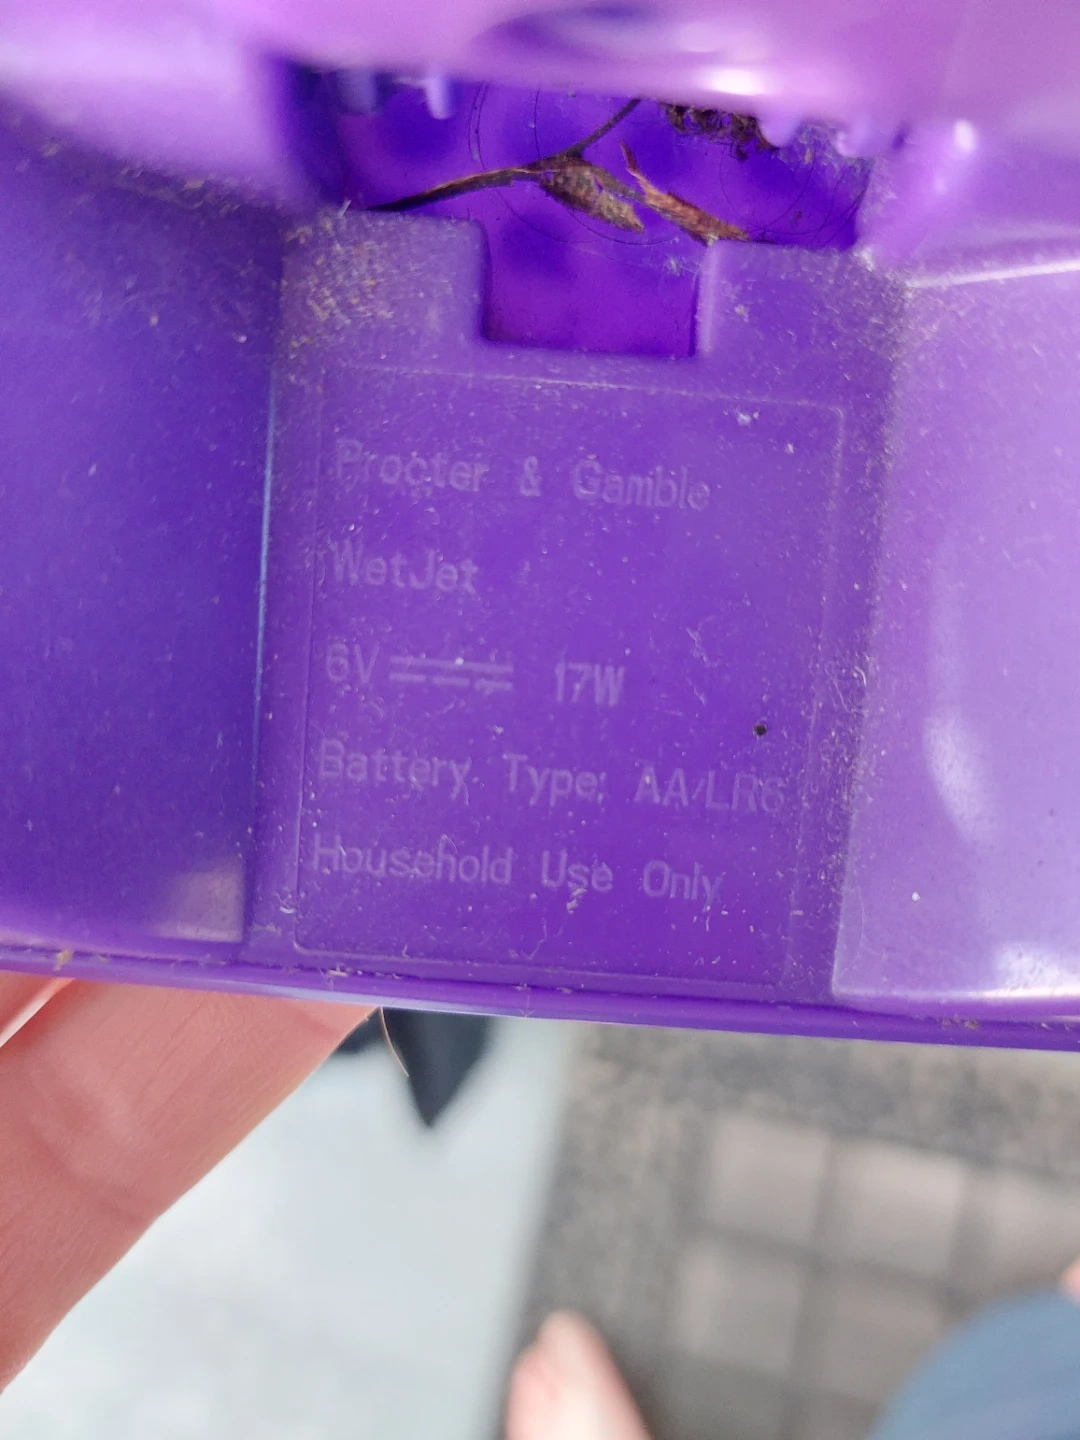 Procter & Gamble
WetJet
6V ⎓ 17W
Battery Type: AA/LR6
Household Use Only